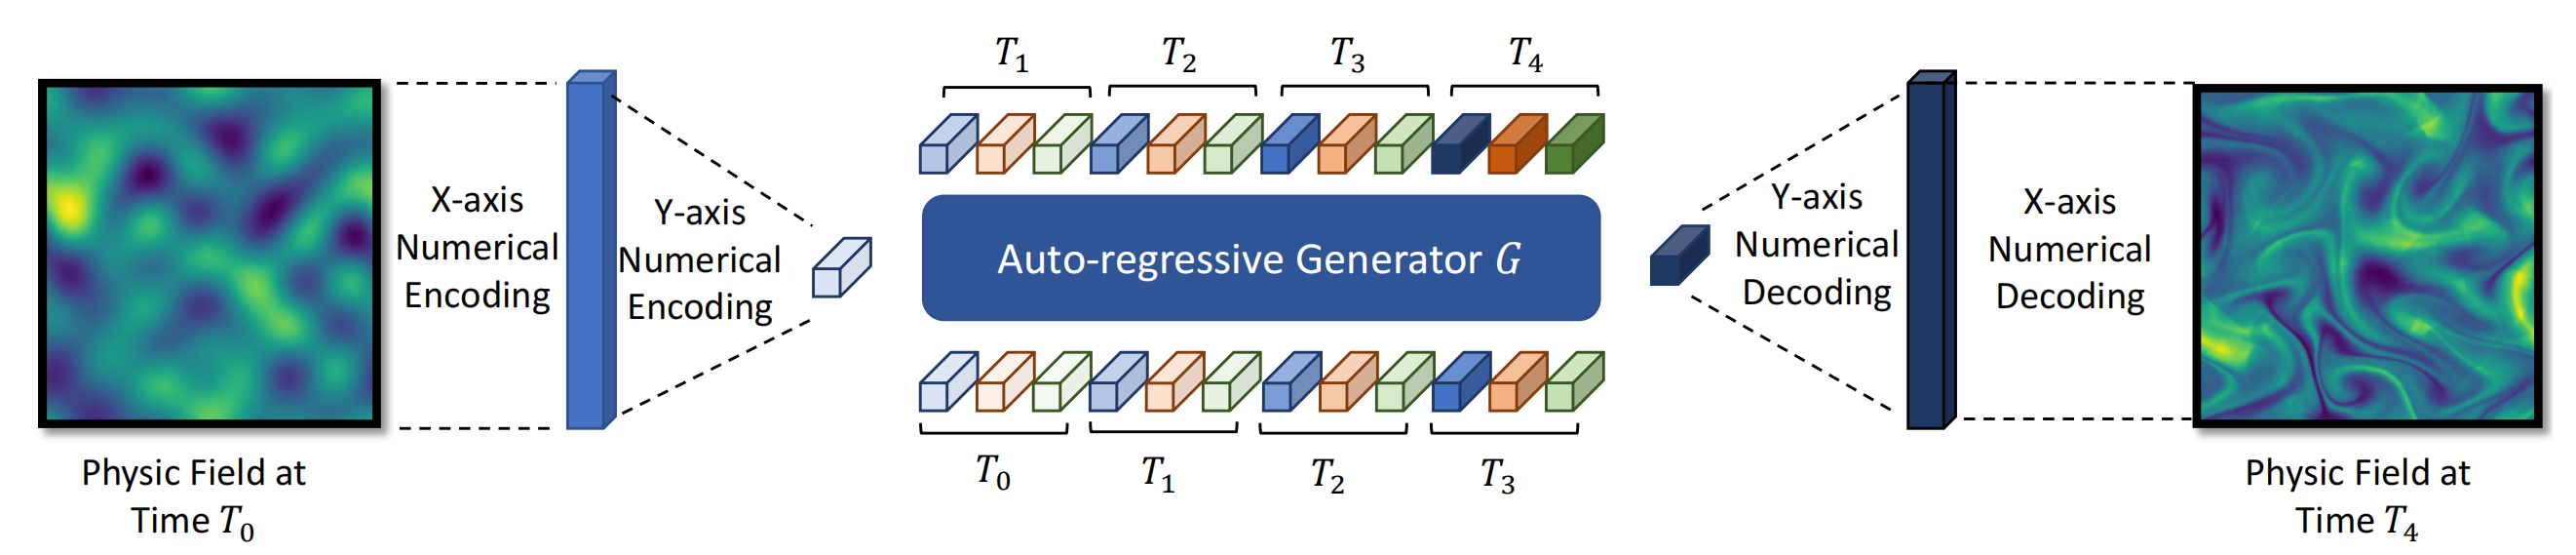 X-axis
Numerical
Encoding
Y-axis
Numerical
Encoding
T₁
T₂
T₃
T₄
Auto-regressive Generator G
T₀
T₁
T₂
T₃
Y-axis
Numerical
Decoding
X-axis
Numerical
Decoding
Physic Field at
Time T₀
Physic Field at
Time T₄